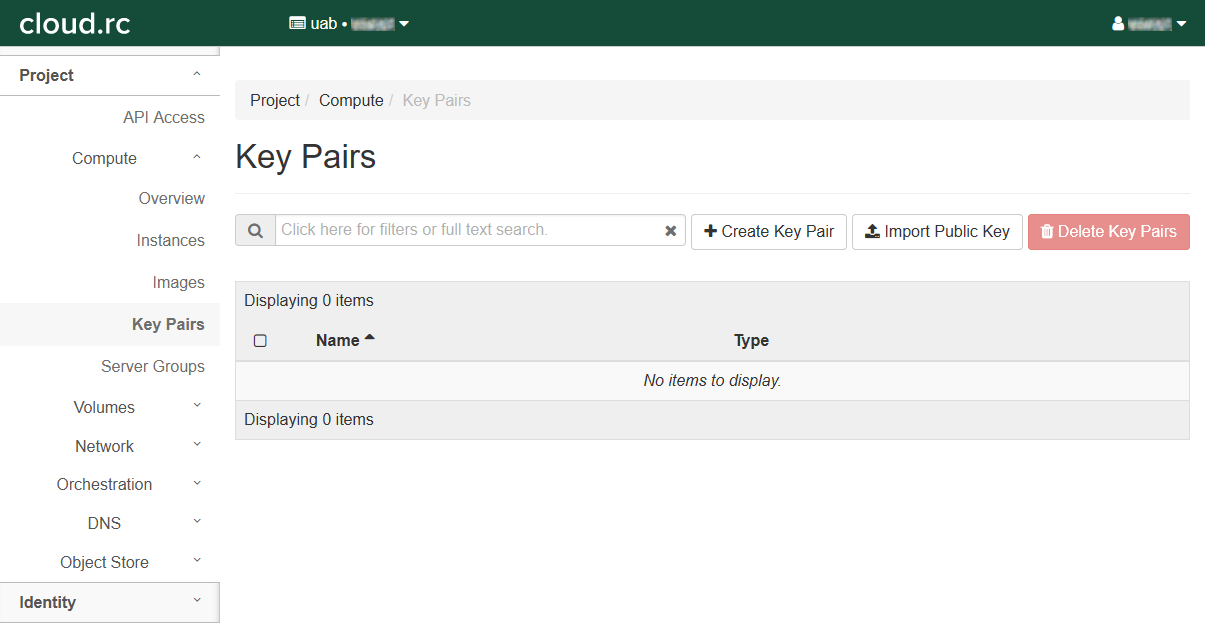 cloud.rc
uab •
Project
API Access
Compute
Overview
Instances
Images
Key Pairs
Server Groups
Volumes
Network
Orchestration
DNS
Object Store
Identity
Project / Compute / Key Pairs
Key Pairs
Click here for filters or full text search.
Create Key Pair
Import Public Key
Delete Key Pairs
Displaying 0 items
Name Type
No items to display.
Displaying 0 items